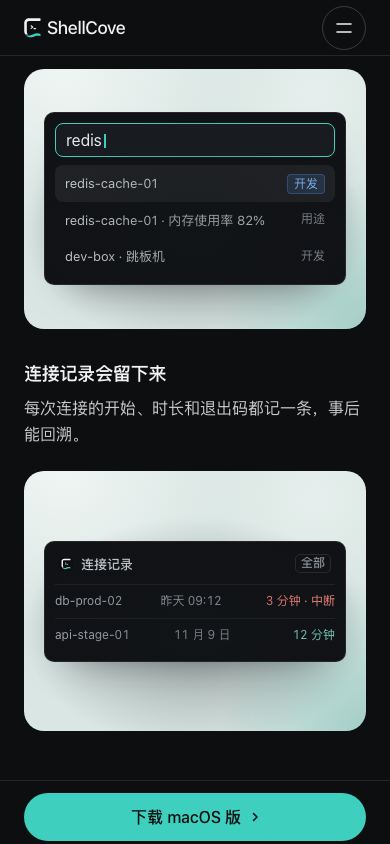 ShellCove
redis
redis-cache-01 开发
redis-cache-01 · 内存使用率 82% 用途
dev-box · 跳板机 开发
连接记录会留下来
每次连接的开始、时长和退出码都记一条，事后
能回溯。
连接记录 全部
db-prod-02 昨天 09:12 3 分钟 · 中断
api-stage-01 11 月 9 日 12 分钟
下载 macOS 版